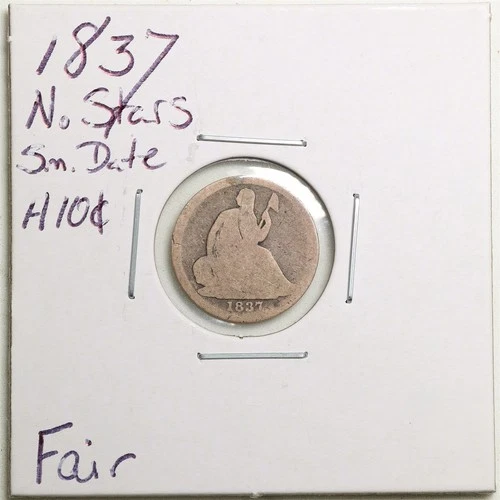 1837
No Stars
Sm. Date
H10¢
1837
Fair